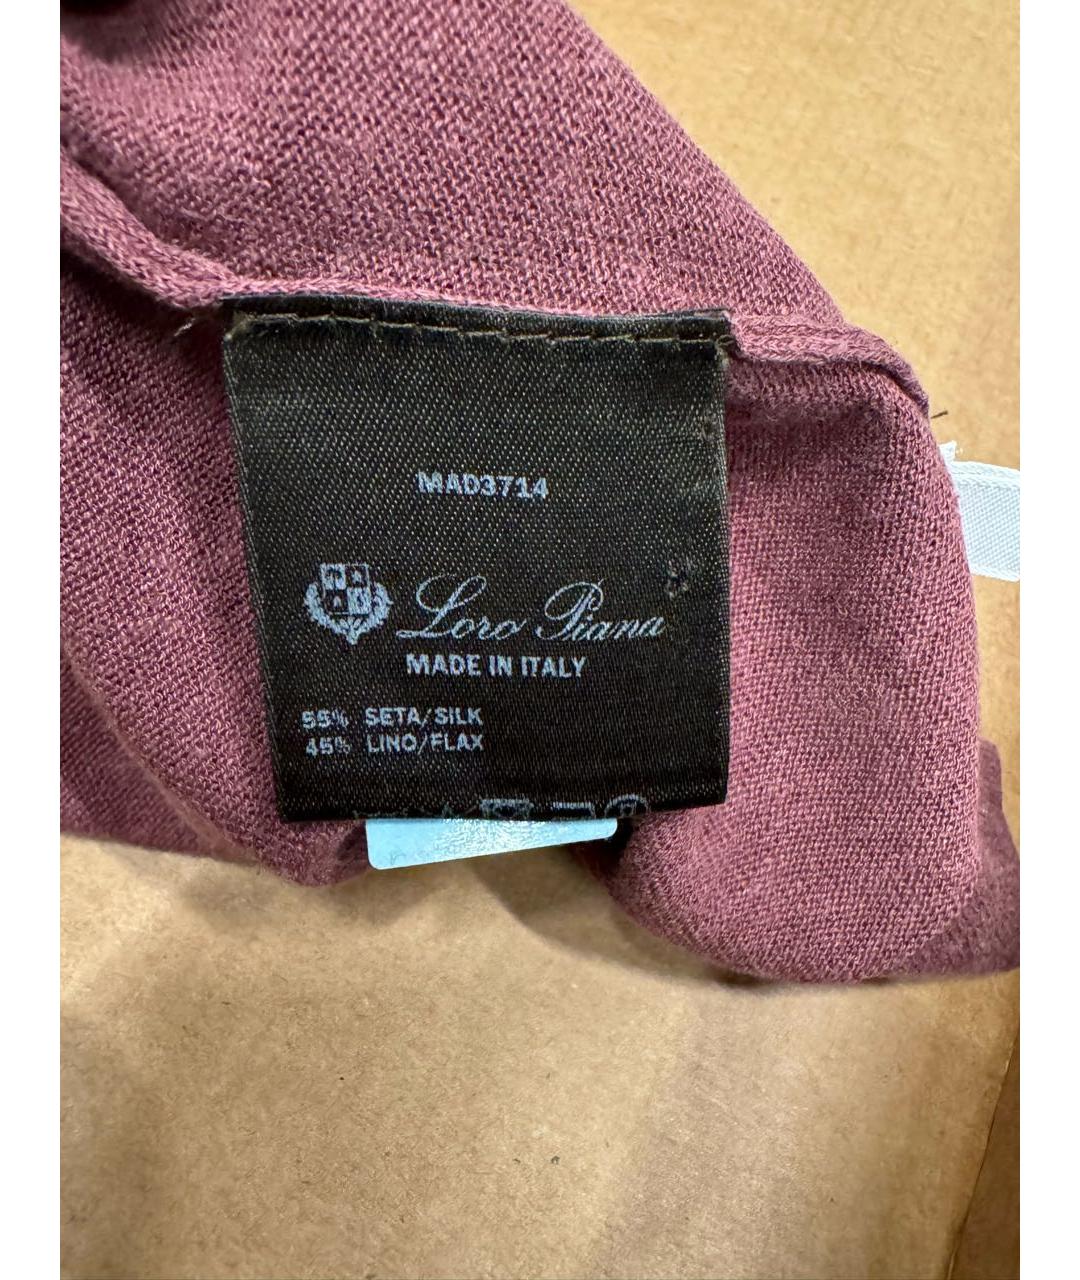 MAD3714
Loro Piana
MADE IN ITALY
55% SETA/SILK
45% LINO/FLAX